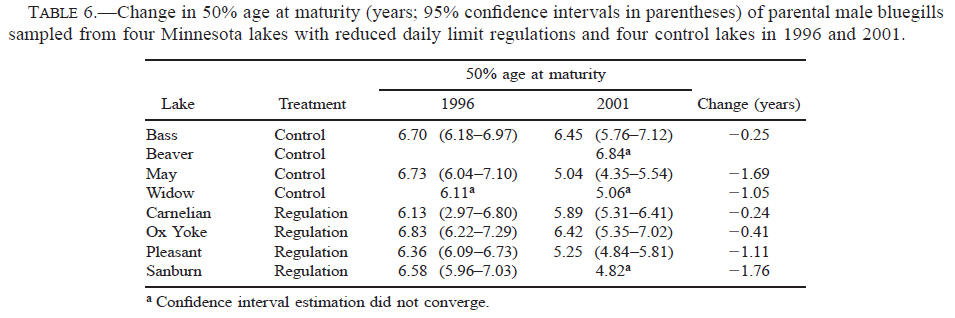 TABLE 6.—Change in 50% age at maturity (years; 95% confidence intervals in parentheses) of parental male bluegills
sampled from four Minnesota lakes with reduced daily limit regulations and four control lakes in 1996 and 2001.
50% age at maturity
Lake Treatment 1996 2001 Change (years)
Bass Control 6.70 (6.18–6.97) 6.45 (5.76–7.12) −0.25
Beaver Control 6.84a
May Control 6.73 (6.04–7.10) 5.04 (4.35–5.54) −1.69
Widow Control 6.11a 5.06a −1.05
Carnelian Regulation 6.13 (2.97–6.80) 5.89 (5.31–6.41) −0.24
Ox Yoke Regulation 6.83 (6.22–7.29) 6.42 (5.35–7.02) −0.41
Pleasant Regulation 6.36 (6.09–6.73) 5.25 (4.84–5.81) −1.11
Sanburn Regulation 6.58 (5.96–7.03) 4.82a −1.76
a Confidence interval estimation did not converge.